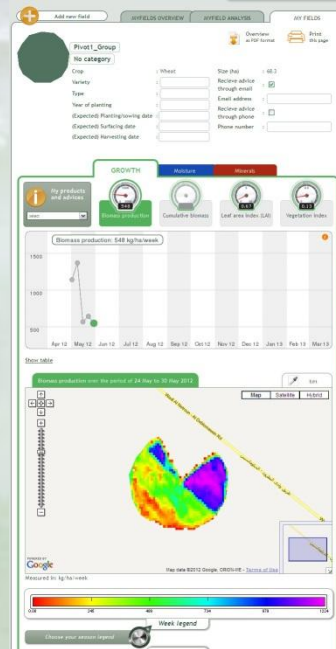 Add new field
MYFIELDS OVERVIEW
MYFIELD ANALYSIS
MY FIELDS
Overview
as PDF format
Print
this page
Pivot1_Group
No category
Crop : Wheat
Variety
Type
Year of planting
(Expected) Planting/sowing date
(Expected) Surfacing date
(Expected) Harvesting date
Size (ha) : 60.3
Recieve advice
through email
Email address
Recieve advice
through phone
Phone number
GROWTH
Moisture
Minerals
My products
and advices
548
Biomass production
Cumulative biomass
Leaf area index (LAI)
Vegetation index
Biomass production: 548 kg/ha/week
1500
1000
500
Apr 12 May 12 Jun 12 Jul 12 Aug 12 Sep 12 Oct 12 Nov 12 Dec 12 Jan 13 Feb 13 Mar 13
Show table
Biomass production over the period of 24 May to 30 May 2012
Map Satellite Hybrid
POWERED BY
Google
Map data ©2012 Google, ORION-ME - Terms of Use
Measured in: kg/ha/week
Week legend
Choose your season legend